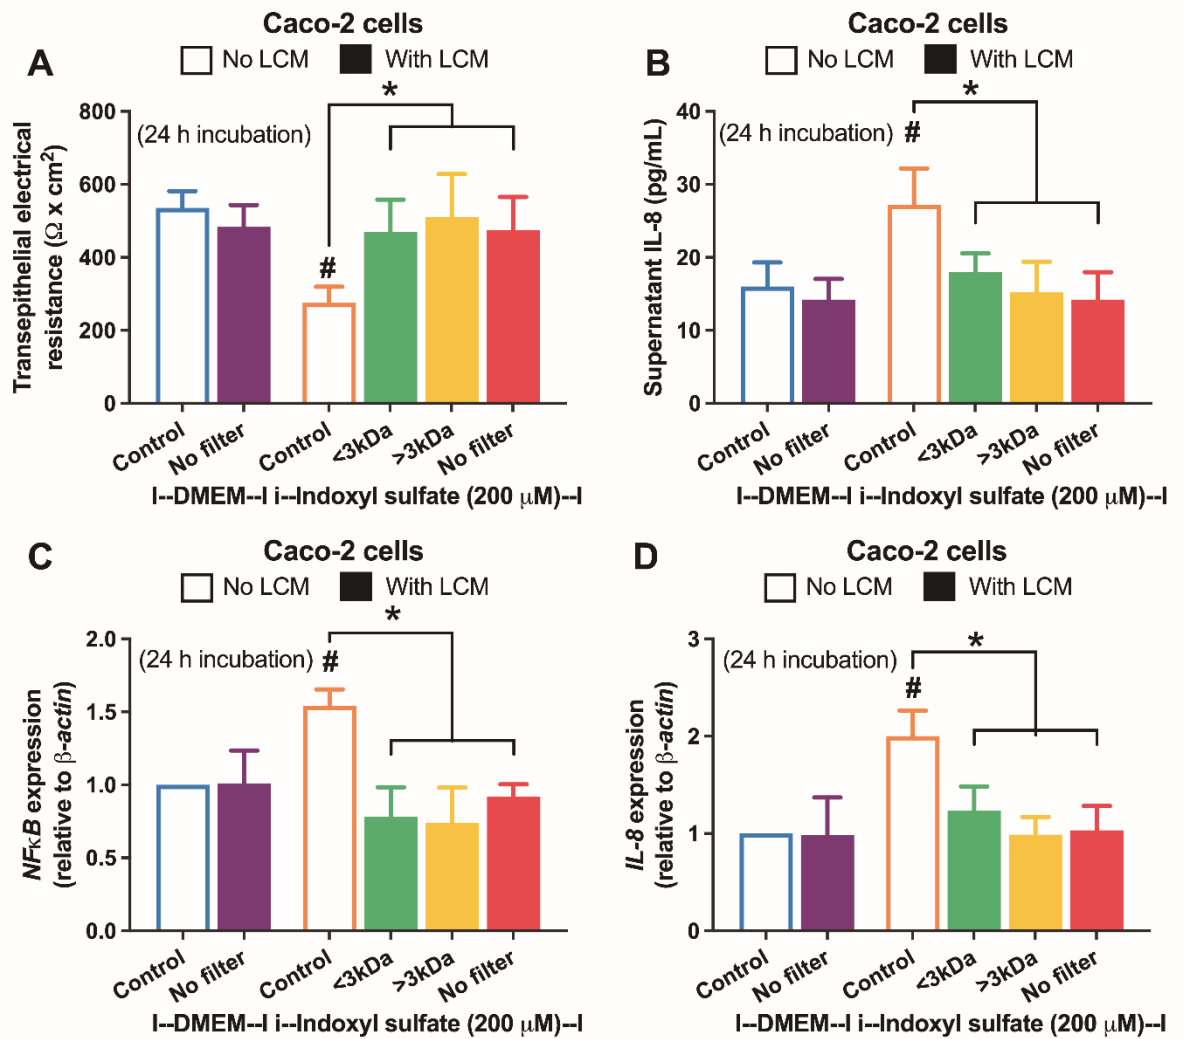 Caco-2 cells
A
No LCM
With LCM
*
(24 h incubation)
#
Transepithelial electrical
resistance (Ω x cm²)
800
600
400
200
0
Control
No filter
Control
<3kDa
>3kDa
No filter
I--DMEM--I i--Indoxyl sulfate (200 μM)--I
Caco-2 cells
B
No LCM
With LCM
*
(24 h incubation)
#
Supernatant IL-8 (pg/mL)
40
30
20
10
0
Control
No filter
Control
<3kDa
>3kDa
No filter
I--DMEM--I i--Indoxyl sulfate (200 μM)--I
Caco-2 cells
C
No LCM
With LCM
*
(24 h incubation)
#
NFκB expression
(relative to β-actin)
2.0
1.5
1.0
0.5
0.0
Control
No filter
Control
<3kDa
>3kDa
No filter
I--DMEM--I i--Indoxyl sulfate (200 μM)--I
Caco-2 cells
D
No LCM
With LCM
*
(24 h incubation)
#
IL-8 expression
(relative to β-actin)
3
2
1
0
Control
No filter
Control
<3kDa
>3kDa
No filter
I--DMEM--I i--Indoxyl sulfate (200 μM)--I